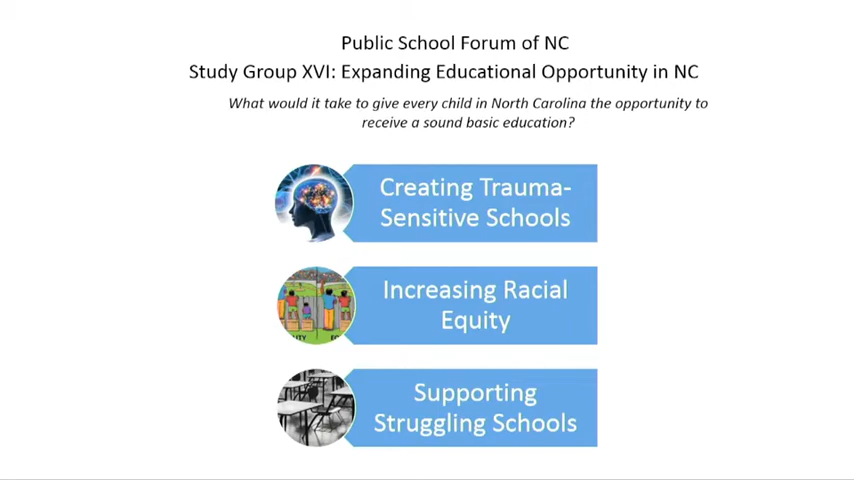 Public School Forum of NC
Study Group XVI: Expanding Educational Opportunity in NC
What would it take to give every child in North Carolina the opportunity to
receive a sound basic education?
Creating Trauma-
Sensitive Schools
Increasing Racial
Equity
Supporting
Struggling Schools